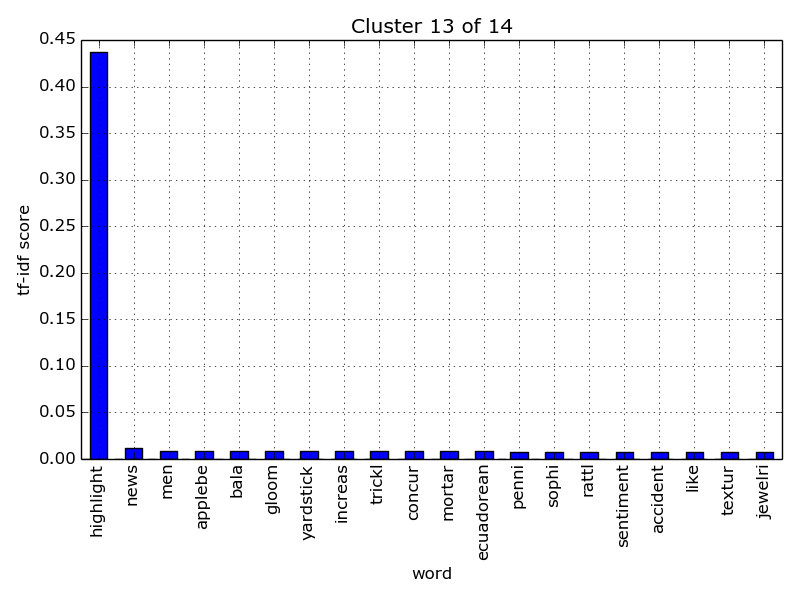 Cluster 13 of 14
0.45
0.40
0.35
0.30
0.25
0.20
0.15
0.10
0.05
0.00
tf-idf score
highlight
news
men
applebe
bala
gloom
yardstick
increas
trickl
concur
mortar
ecuadorean
penni
sophi
rattl
sentiment
accident
like
textur
jewelri
word